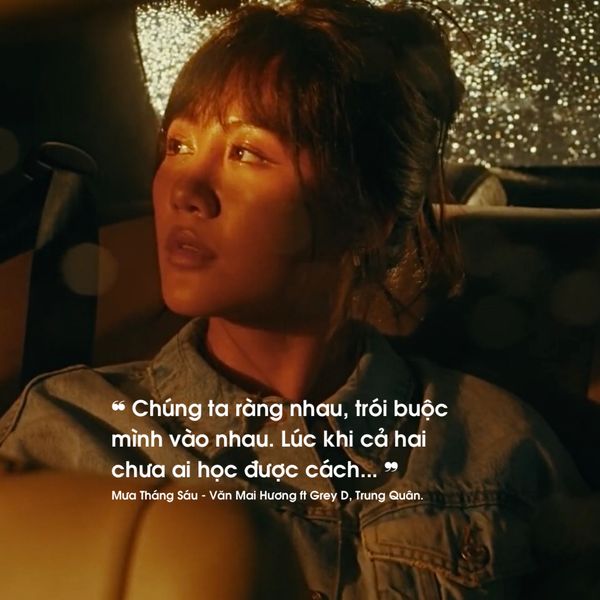 ❝ Chúng ta ràng nhau, trói buộc
mình vào nhau. Lúc khi cả hai
chưa ai học được cách... ❞
Mưa Tháng Sáu - Văn Mai Hương ft Grey D, Trung Quân.